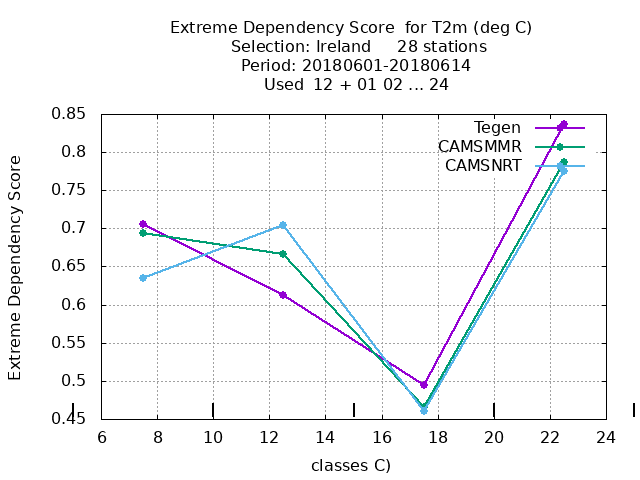 Extreme Dependency Score  for T2m (deg C)
Selection: Ireland     28 stations
Period: 20180601-20180614
Used  12 + 01 02 ... 24
Extreme Dependency Score
0.85
0.8
0.75
0.7
0.65
0.6
0.55
0.5
0.45
Tegen
CAMSMMR
CAMSNRT
6 8 10 12 14 16 18 20 22 24
classes C)